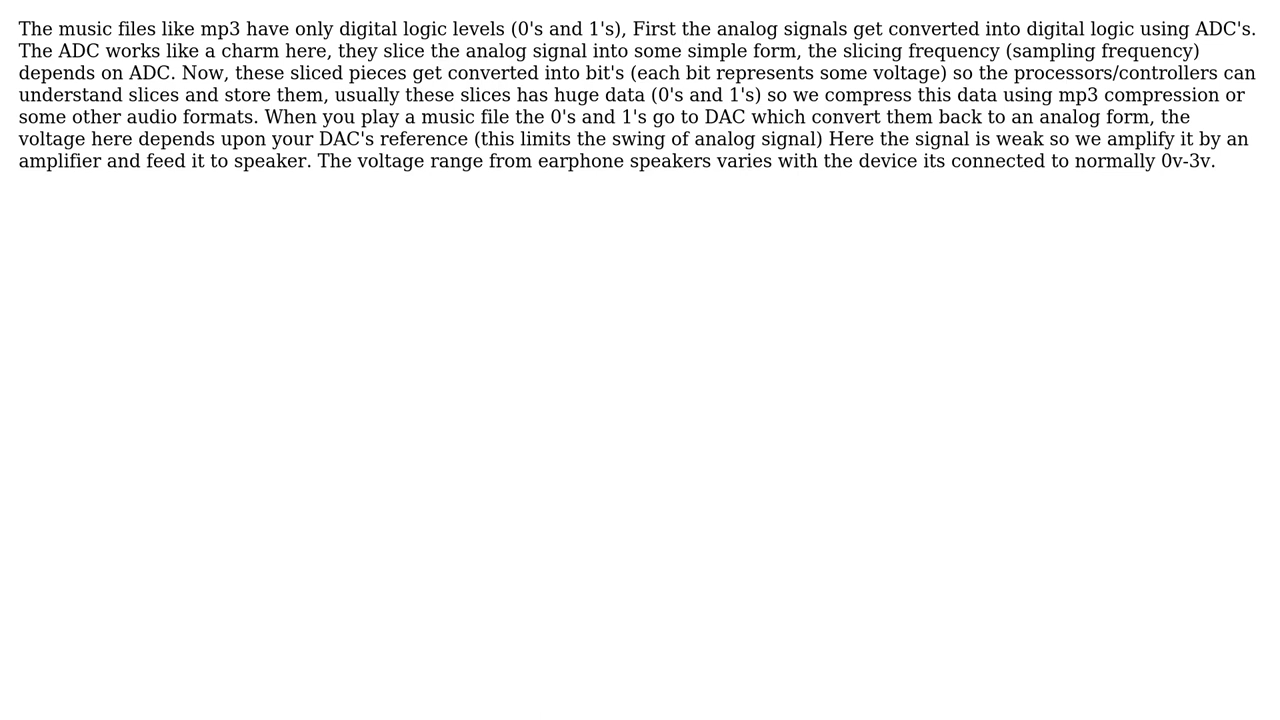 The music files like mp3 have only digital logic levels (0's and 1's), First the analog signals get converted into digital logic using ADC's.
The ADC works like a charm here, they slice the analog signal into some simple form, the slicing frequency (sampling frequency)
depends on ADC. Now, these sliced pieces get converted into bit's (each bit represents some voltage) so the processors/controllers can
understand slices and store them, usually these slices has huge data (0's and 1's) so we compress this data using mp3 compression or
some other audio formats. When you play a music file the 0's and 1's go to DAC which convert them back to an analog form, the
voltage here depends upon your DAC's reference (this limits the swing of analog signal) Here the signal is weak so we amplify it by an
amplifier and feed it to speaker. The voltage range from earphone speakers varies with the device its connected to normally 0v-3v.